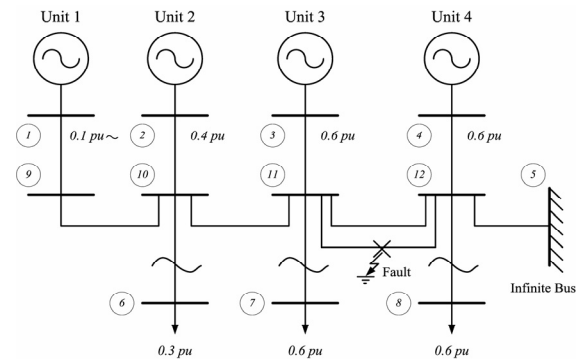 Unit 1 Unit 2 Unit 3 Unit 4
1 0.1 pu~ 2 0.4 pu 3 0.6 pu 4 0.6 pu
9 10 11 12 5
Fault
Infinite Bus
6 7 8
0.3 pu 0.6 pu 0.6 pu